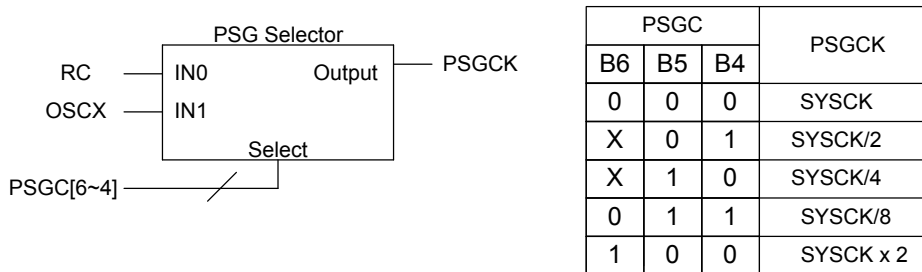 PSG Selector
RC IN0 Output PSGCK
OSCX IN1
Select
PSGC[6~4]
PSGC PSGCK
B6 B5 B4
0 0 0 SYSCK
X 0 1 SYSCK/2
X 1 0 SYSCK/4
0 1 1 SYSCK/8
1 0 0 SYSCK x 2